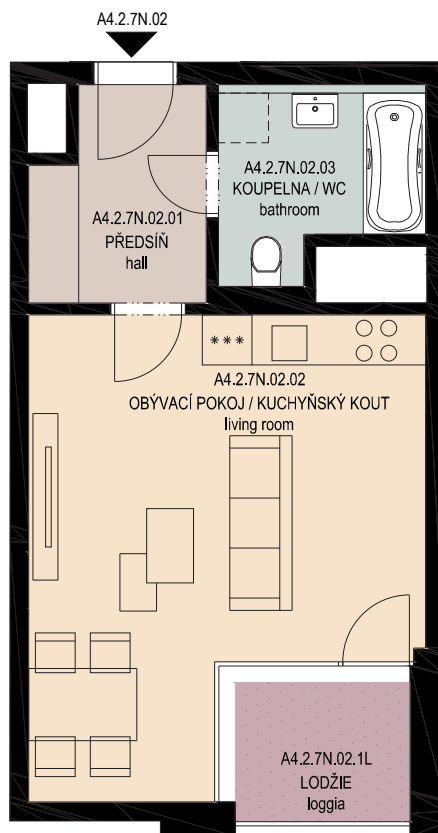 A4.2.7N.02
A4.2.7N.02.03
KOUPELNA / WC
bathroom
A4.2.7N.02.01
PŘEDSÍŇ
hall
***
A4.2.7N.02.02
OBÝVACÍ POKOJ / KUCHYŇSKÝ KOUT
living room
A4.2.7N.02.1L
LODŽIE
loggia